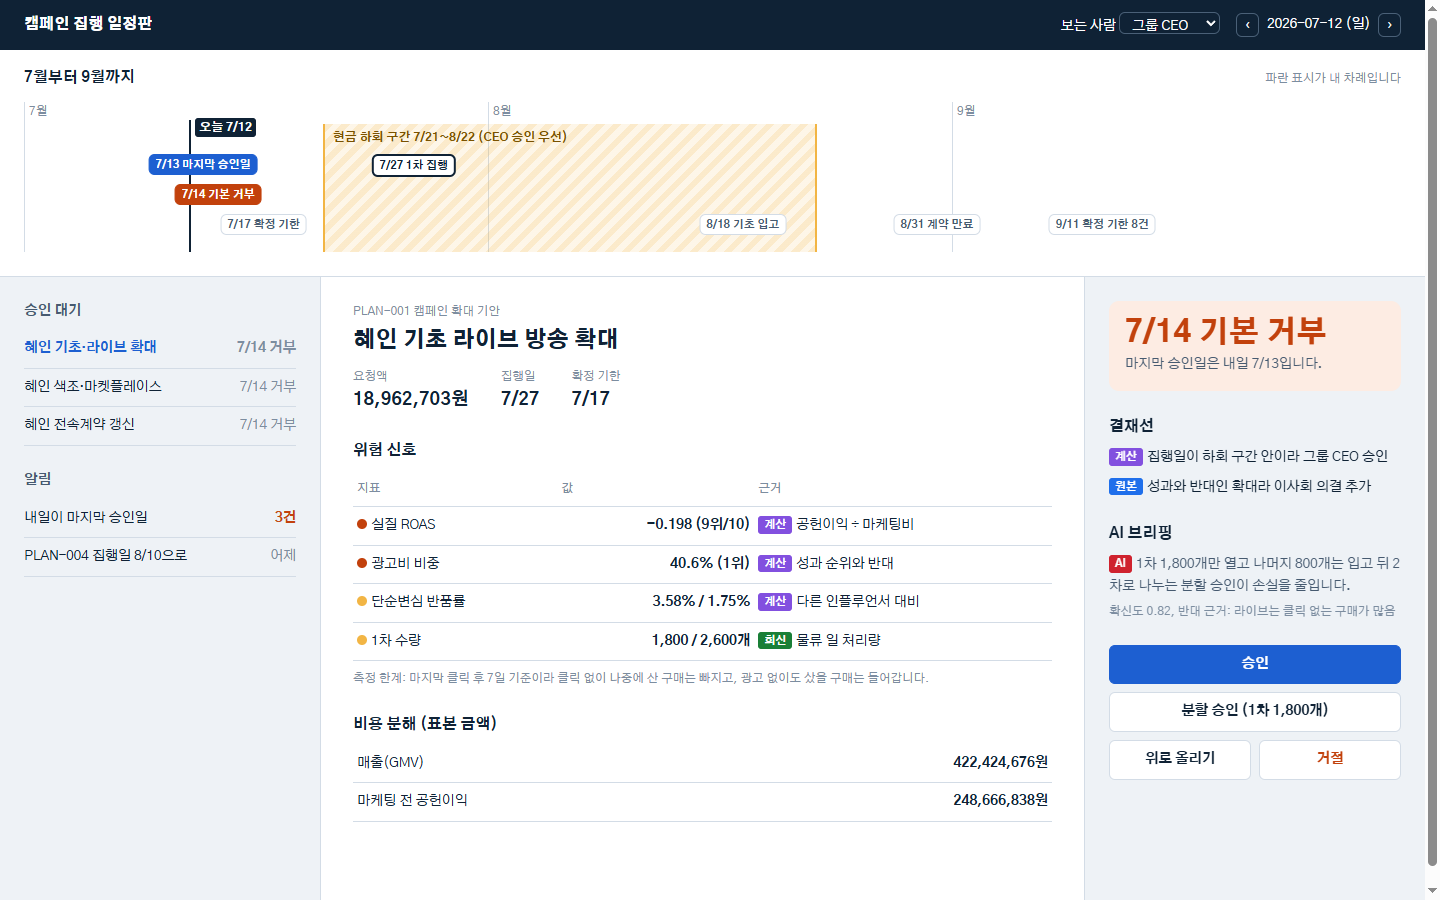 캠페인 집행 일정판
보는 사람 그룹 CEO ‹ 2026-07-12 (일) ›
7월부터 9월까지
파란 표시가 내 차례입니다
7월 8월 9월
오늘 7/12
현금 하회 구간 7/21~8/22 (CEO 승인 우선)
7/13 마지막 승인일
7/27 1차 집행
7/14 기본 거부
7/17 확정 기한
8/18 기초 입고
8/31 계약 만료
9/11 확정 기한 8건
승인 대기
혜인 기초·라이브 확대 7/14 거부
혜인 색조·마켓플레이스 7/14 거부
혜인 전속계약 갱신 7/14 거부
알림
내일이 마지막 승인일 3건
PLAN-004 집행일 8/10으로 어제
PLAN-001 캠페인 확대 기안
혜인 기초 라이브 방송 확대
요청액 집행일 확정 기한
18,962,703원 7/27 7/17
위험 신호
지표 값 근거
실질 ROAS −0.198 (9위/10) 계산 공헌이익 ÷ 마케팅비
광고비 비중 40.6% (1위) 계산 성과 순위와 반대
단순변심 반품률 3.58% / 1.75% 계산 다른 인플루언서 대비
1차 수량 1,800 / 2,600개 회신 물류 일 처리량
측정 한계: 마지막 클릭 후 7일 기준이라 클릭 없이 나중에 산 구매는 빠지고, 광고 없이도 샀을 구매는 들어갑니다.
비용 분해 (표본 금액)
매출(GMV) 422,424,676원
마케팅 전 공헌이익 248,666,838원
7/14 기본 거부
마지막 승인일은 내일 7/13입니다.
결재선
계산 집행일이 하회 구간 안이라 그룹 CEO 승인
원본 성과와 반대인 확대라 이사회 의결 추가
AI 브리핑
AI 1차 1,800개만 열고 나머지 800개는 입고 뒤 2
차로 나누는 분할 승인이 손실을 줄입니다.
확신도 0.82, 반대 근거: 라이브는 클릭 없는 구매가 많음
승인
분할 승인 (1차 1,800개)
위로 올리기 거절